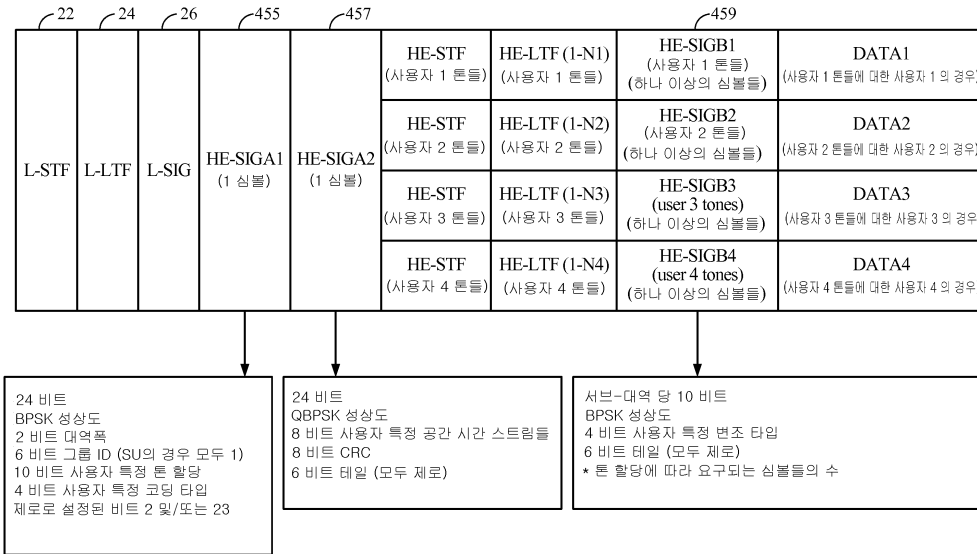 22
24
26
455
457
459
L-STF
L-LTF
L-SIG
HE-SIGA1
(1 심볼)
HE-SIGA2
(1 심볼)
HE-STF
(사용자 1 톤들)
HE-LTF (1-N1)
(사용자 1 톤들)
HE-SIGB1
(사용자 1 톤들)
(하나 이상의 심볼들)
DATA1
(사용자 1 톤들에 대한 사용자 1 의 경우)
HE-STF
(사용자 2 톤들)
HE-LTF (1-N2)
(사용자 2 톤들)
HE-SIGB2
(사용자 2 톤들)
(하나 이상의 심볼들)
DATA2
(사용자 2 톤들에 대한 사용자 2 의 경우)
HE-STF
(사용자 3 톤들)
HE-LTF (1-N3)
(사용자 3 톤들)
HE-SIGB3
(user 3 tones)
(하나 이상의 심볼들)
DATA3
(사용자 3 톤들에 대한 사용자 3 의 경우
HE-STF
(사용자 4 톤들)
HE-LTF (1-N4)
(사용자 4 톤들)
HE-SIGB4
(user 4 tones)
(하나 이상의 심볼들)
DATA4
(사용자 4 톤들에 대한 사용자 4 의 경우
24 비트
BPSK 성상도
2 비트 대역폭
6 비트 그룹 ID (SU의 경우 모두 1)
10 비트 사용자 특정 톤 할당
4 비트 사용자 특정 코딩 타입
제로로 설정된 비트 2 및/또는 23
24 비트
QBPSK 성상도
8 비트 사용자 특정 공간 시간 스트림들
8 비트 CRC
6 비트 테일 (모두 제로)
서브-대역 당 10 비트
BPSK 성상도
4 비트 사용자 특정 변조 타입
6 비트 테일 (모두 제로)
* 톤 할당에 따라 요구되는 심볼들의 수